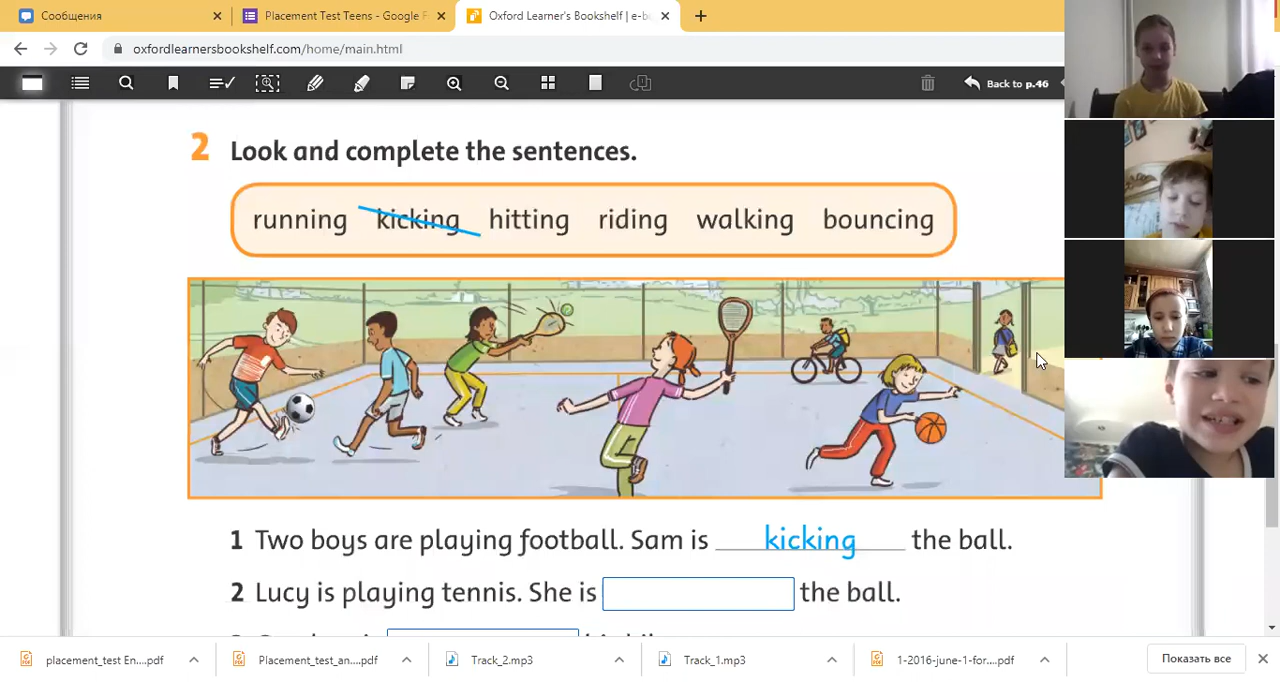 Сообщения
Placement Test Teens - Google F
Oxford Learner's Bookshelf | e-b
oxfordlearnersbookshelf.com/home/main.html
Back to p.46
2 Look and complete the sentences.
running kicking hitting riding walking bouncing
1 Two boys are playing football. Sam is kicking the ball.
2 Lucy is playing tennis. She is the ball.
placement_test En....pdf
Placement_test_an....pdf
Track_2.mp3
Track_1.mp3
1-2016-june-1-for....pdf
Показать все